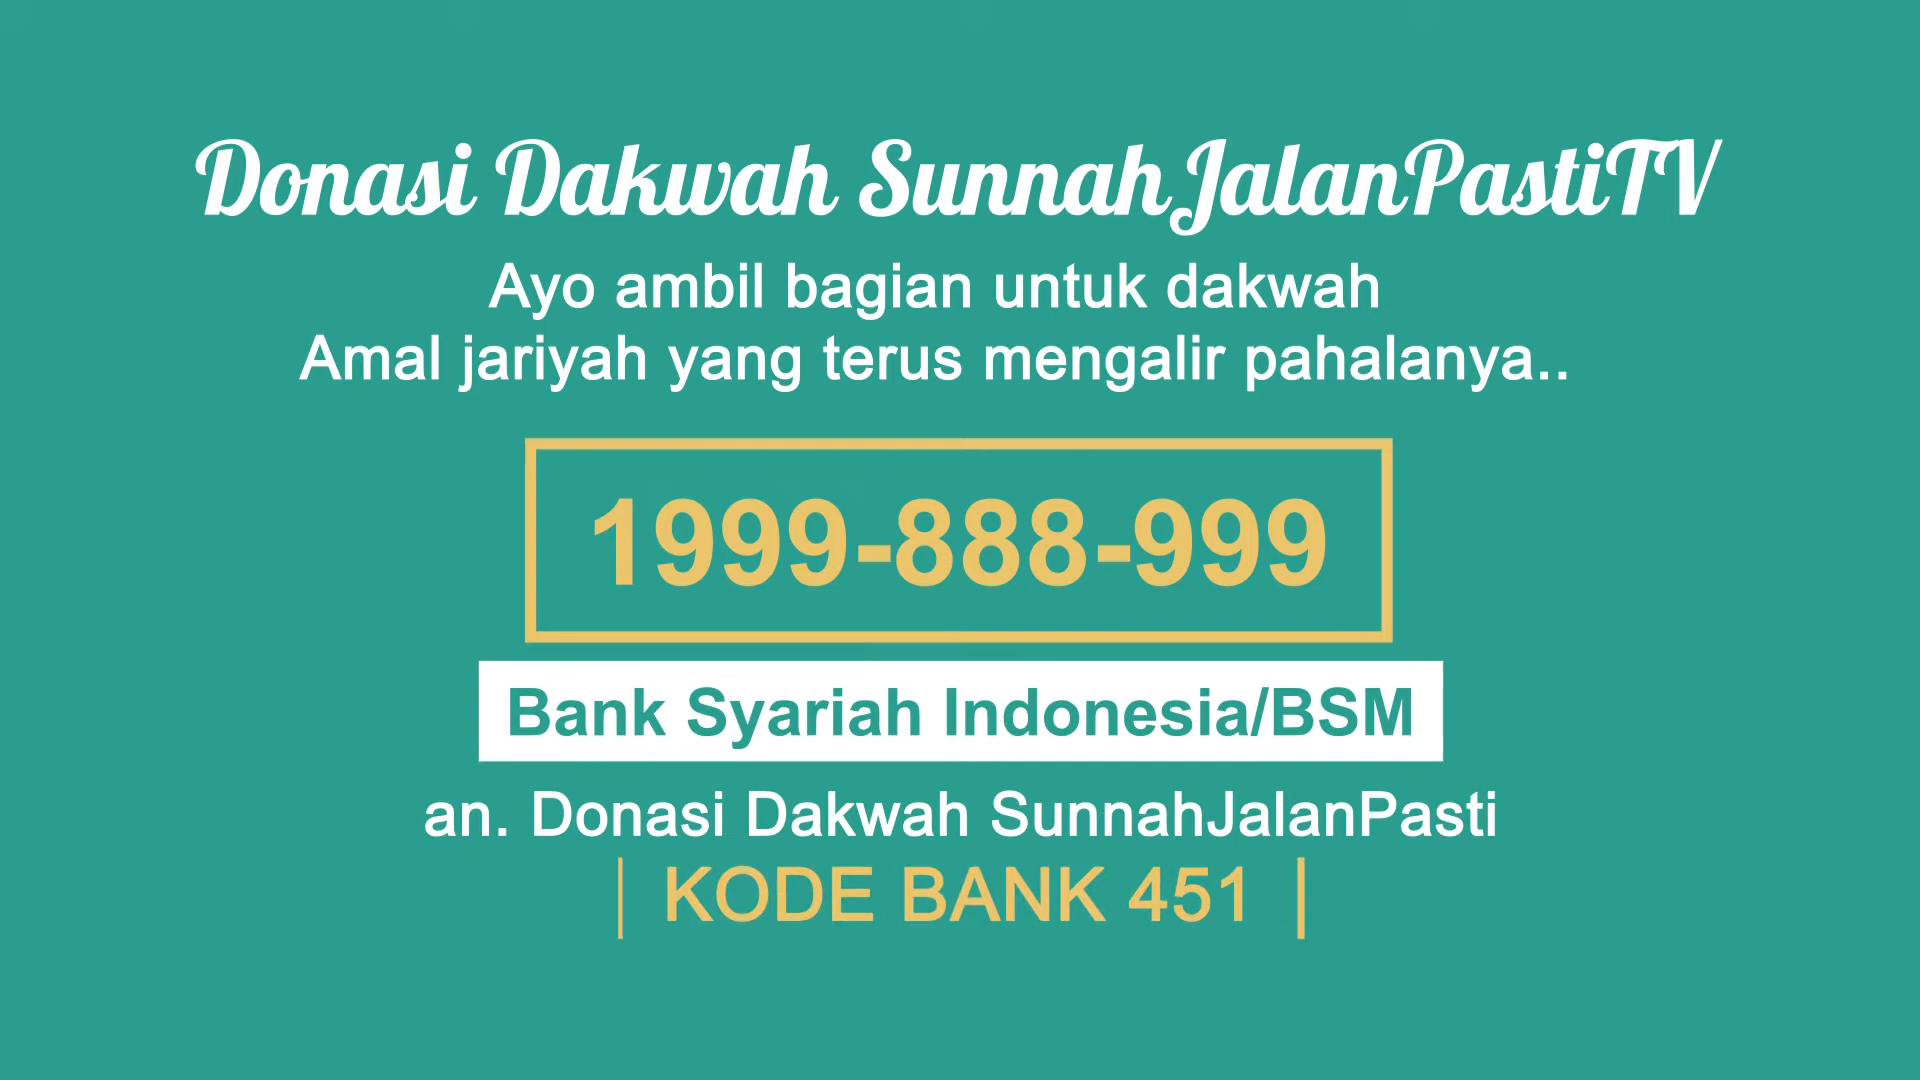 Donasi Dakwah SunnahJalanPastiTV
Ayo ambil bagian untuk dakwah
Amal jariyah yang terus mengalir pahalanya..
1999-888-999
Bank Syariah Indonesia/BSM
an. Donasi Dakwah SunnahJalanPasti
| KODE BANK 451 |